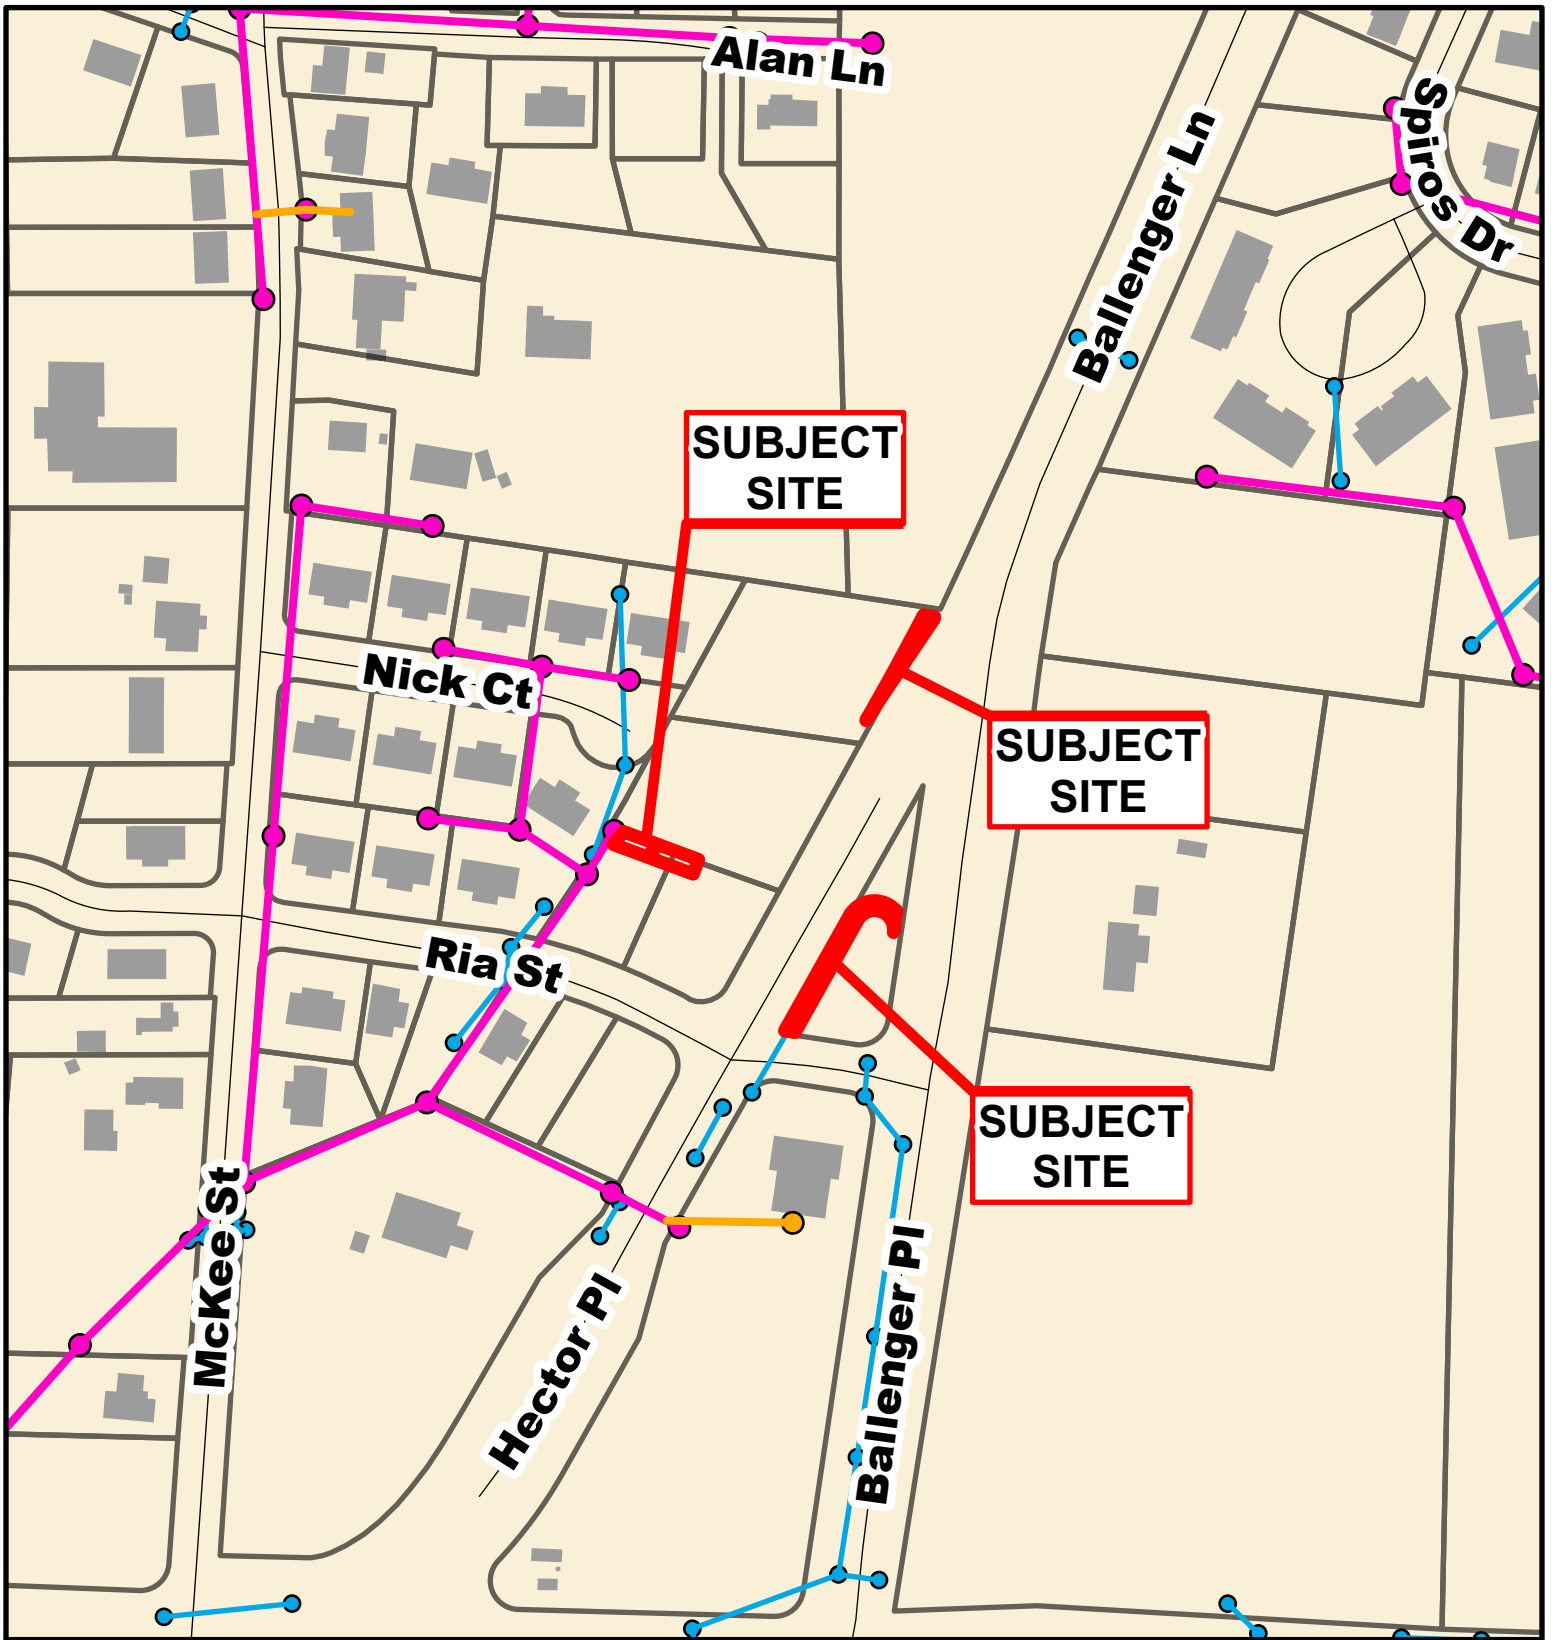 Alan Ln
Spiros Dr
Ballenger Ln
SUBJECT
SITE
Nick Ct
SUBJECT
SITE
Ria St
SUBJECT
SITE
McKee St
Hector Pl
Ballenger Pl